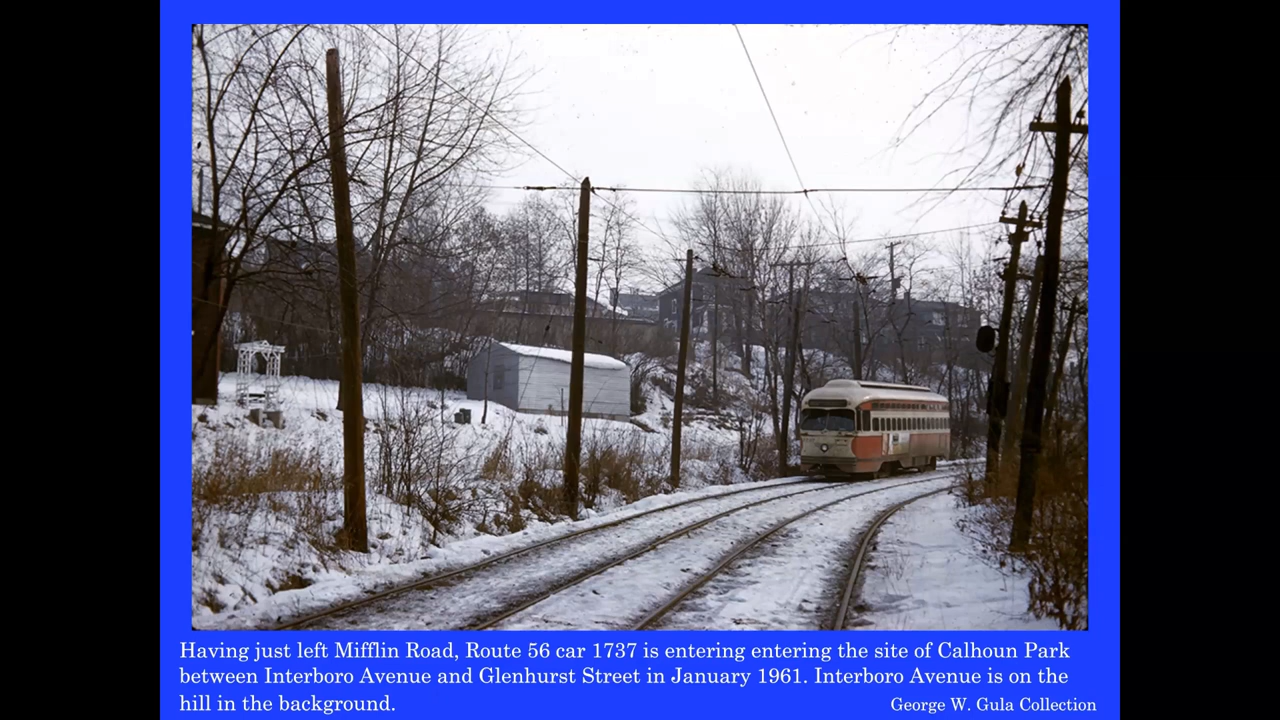 Having just left Mifflin Road, Route 56 car 1737 is entering entering the site of Calhoun Park
between Interboro Avenue and Glenhurst Street in January 1961. Interboro Avenue is on the
hill in the background.
George W. Gula Collection